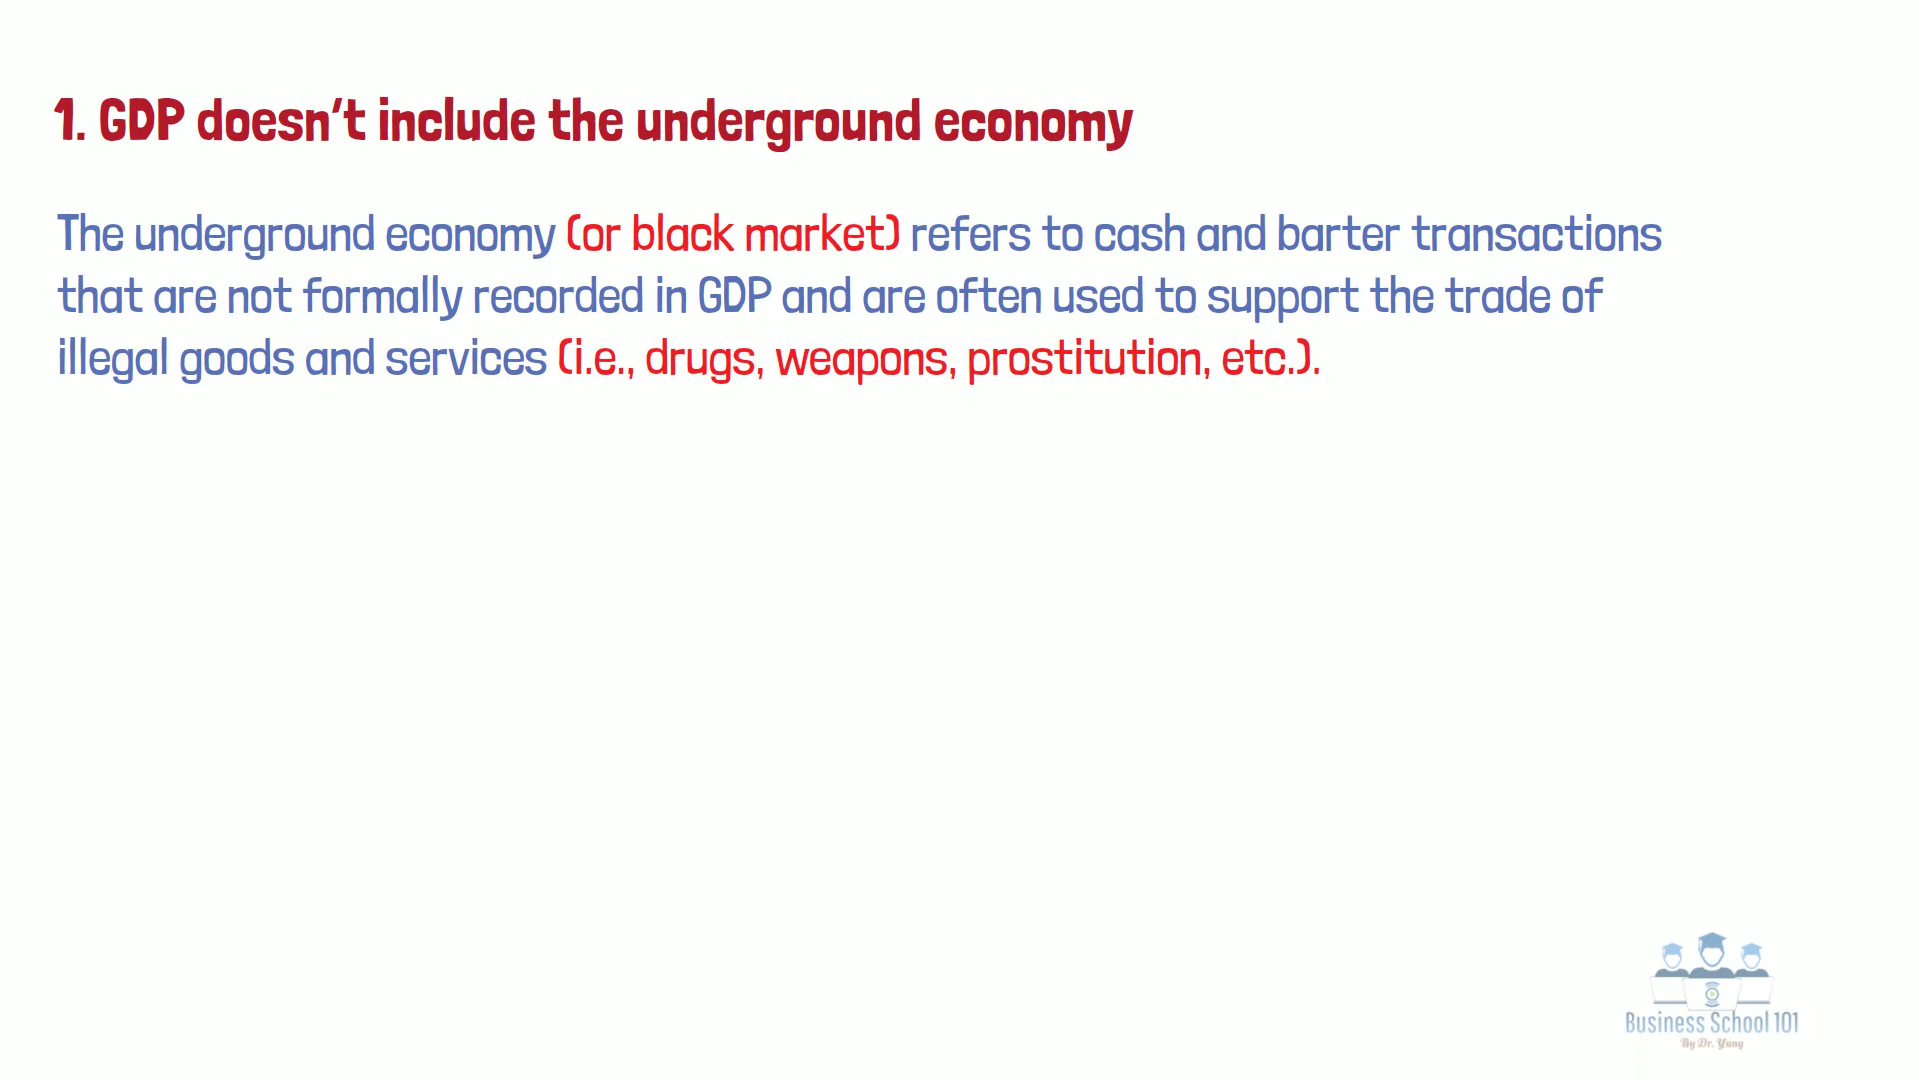 1. GDP doesn't include the underground economy
The underground economy (or black market) refers to cash and barter transactions
that are not formally recorded in GDP and are often used to support the trade of
illegal goods and services (i.e., drugs, weapons, prostitution, etc.).
Business School 101
By Dr. Yang